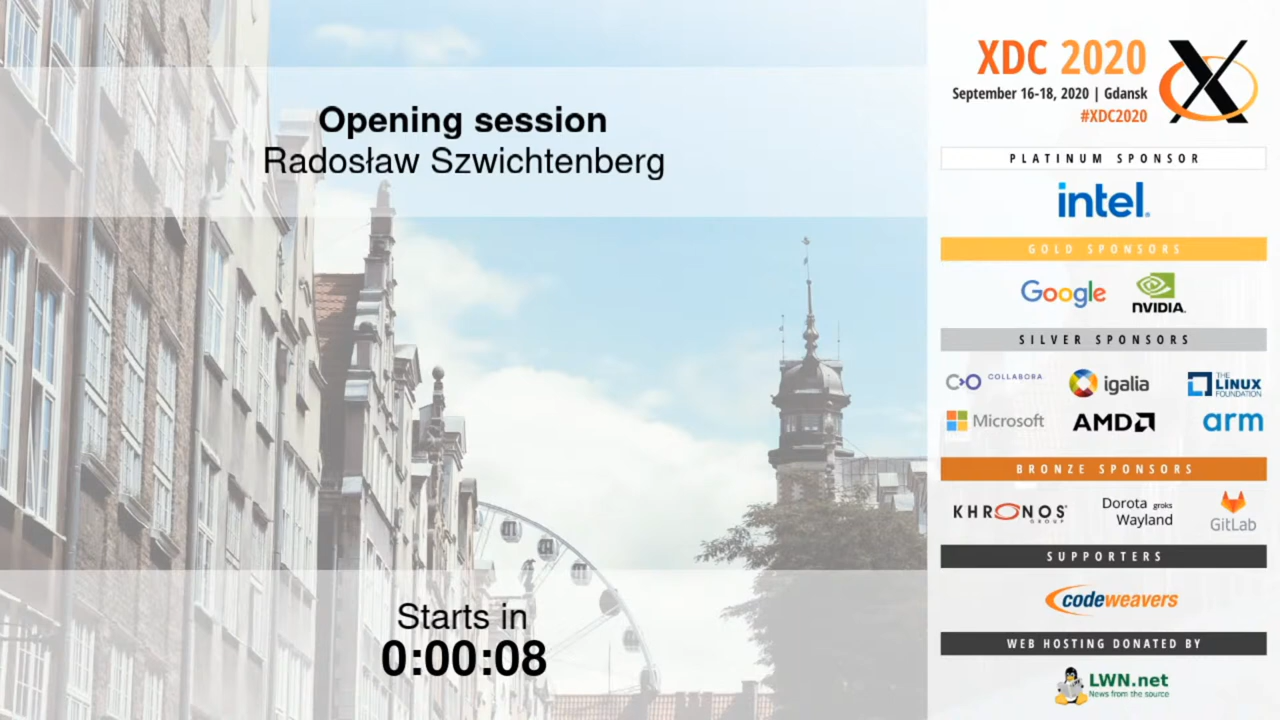 Opening session
Radosław Szwichtenberg
Starts in
0:00:08
XDC 2020
September 16-18, 2020 | Gdansk
#XDC2020
PLATINUM SPONSOR
intel.
GOLD SPONSORS
Google
NVIDIA.
SILVER SPONSORS
COLLABORA
igalia
THE
LINUX
FOUNDATION
Microsoft
AMD
arm
BRONZE SPONSORS
KHRONOS
GROUP
Dorota groks
Wayland
GitLab
SUPPORTERS
codeweavers
WEB HOSTING DONATED BY
LWN.net
News from the source